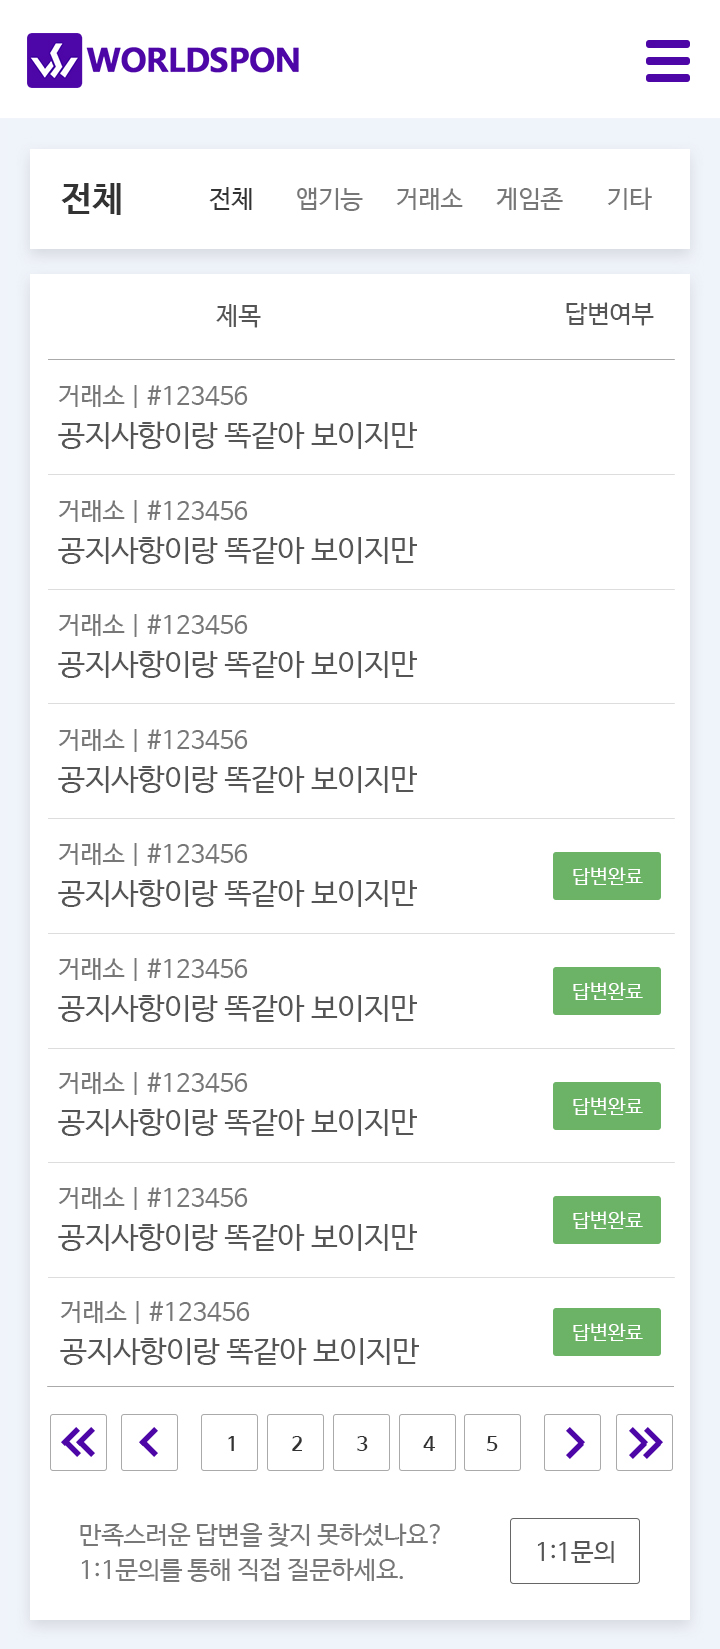 WORLDSPON
전체 전체 앱기능 거래소 게임존 기타
제목 답변여부
거래소 | #123456
공지사항이랑 똑같아 보이지만
거래소 | #123456
공지사항이랑 똑같아 보이지만
거래소 | #123456
공지사항이랑 똑같아 보이지만
거래소 | #123456
공지사항이랑 똑같아 보이지만
거래소 | #123456
공지사항이랑 똑같아 보이지만
답변완료
거래소 | #123456
공지사항이랑 똑같아 보이지만
답변완료
거래소 | #123456
공지사항이랑 똑같아 보이지만
답변완료
거래소 | #123456
공지사항이랑 똑같아 보이지만
답변완료
거래소 | #123456
공지사항이랑 똑같아 보이지만
답변완료
1 2 3 4 5
만족스러운 답변을 찾지 못하셨나요?
1:1문의를 통해 직접 질문하세요.
1:1문의